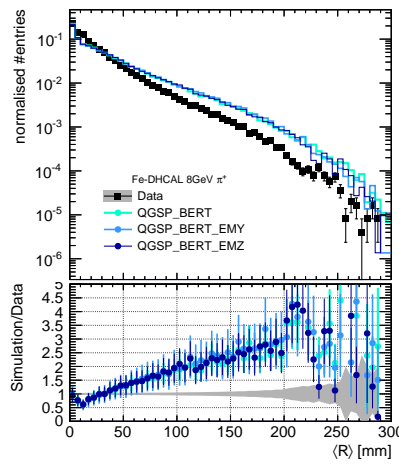 normalised #entries
10⁻¹
10⁻²
10⁻³
10⁻⁴
10⁻⁵
10⁻⁶
Fe-DHCAL 8GeV π⁺
Data
QGSP_BERT
QGSP_BERT_EMY
QGSP_BERT_EMZ
Simulation/Data
5
4.5
4
3.5
3
2.5
2
1.5
1
0.5
0
0 50 100 150 200 250 300
⟨R⟩ [mm]